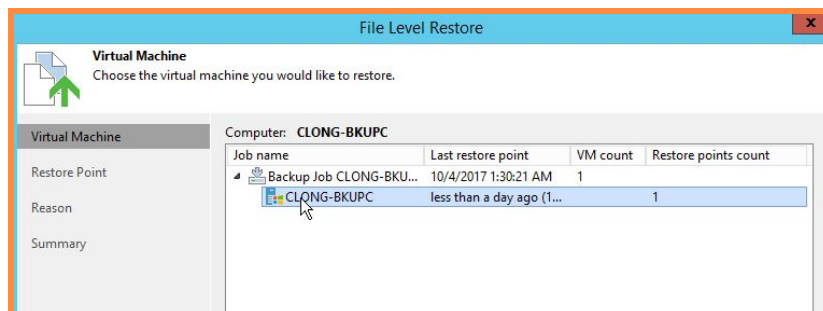 File Level Restore
x
Virtual Machine
Choose the virtual machine you would like to restore.
Virtual Machine
Restore Point
Reason
Summary
Computer: CLONG-BKUPC
Job name Last restore point VM count Restore points count
Backup Job CLONG-BKU... 10/4/2017 1:30:21 AM 1
CLONG-BKUPC less than a day ago (1... 1